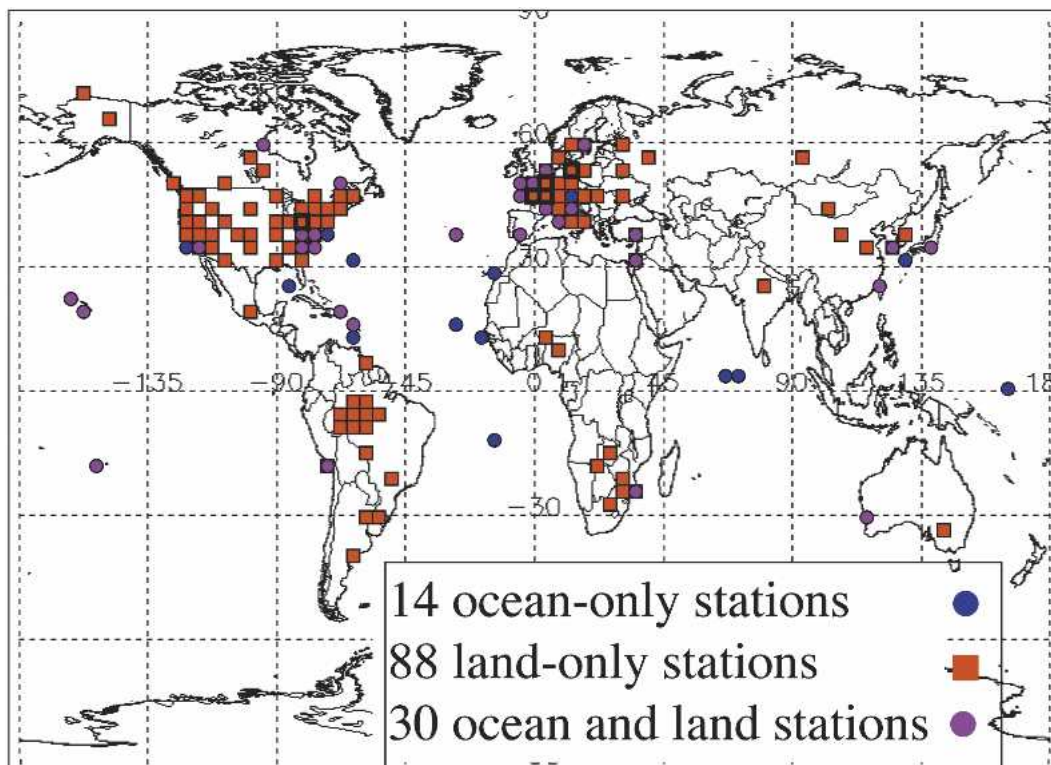 90
60
30
-135 -90 -45 0 45 90 135 18
-30
14 ocean-only stations
88 land-only stations
30 ocean and land stations